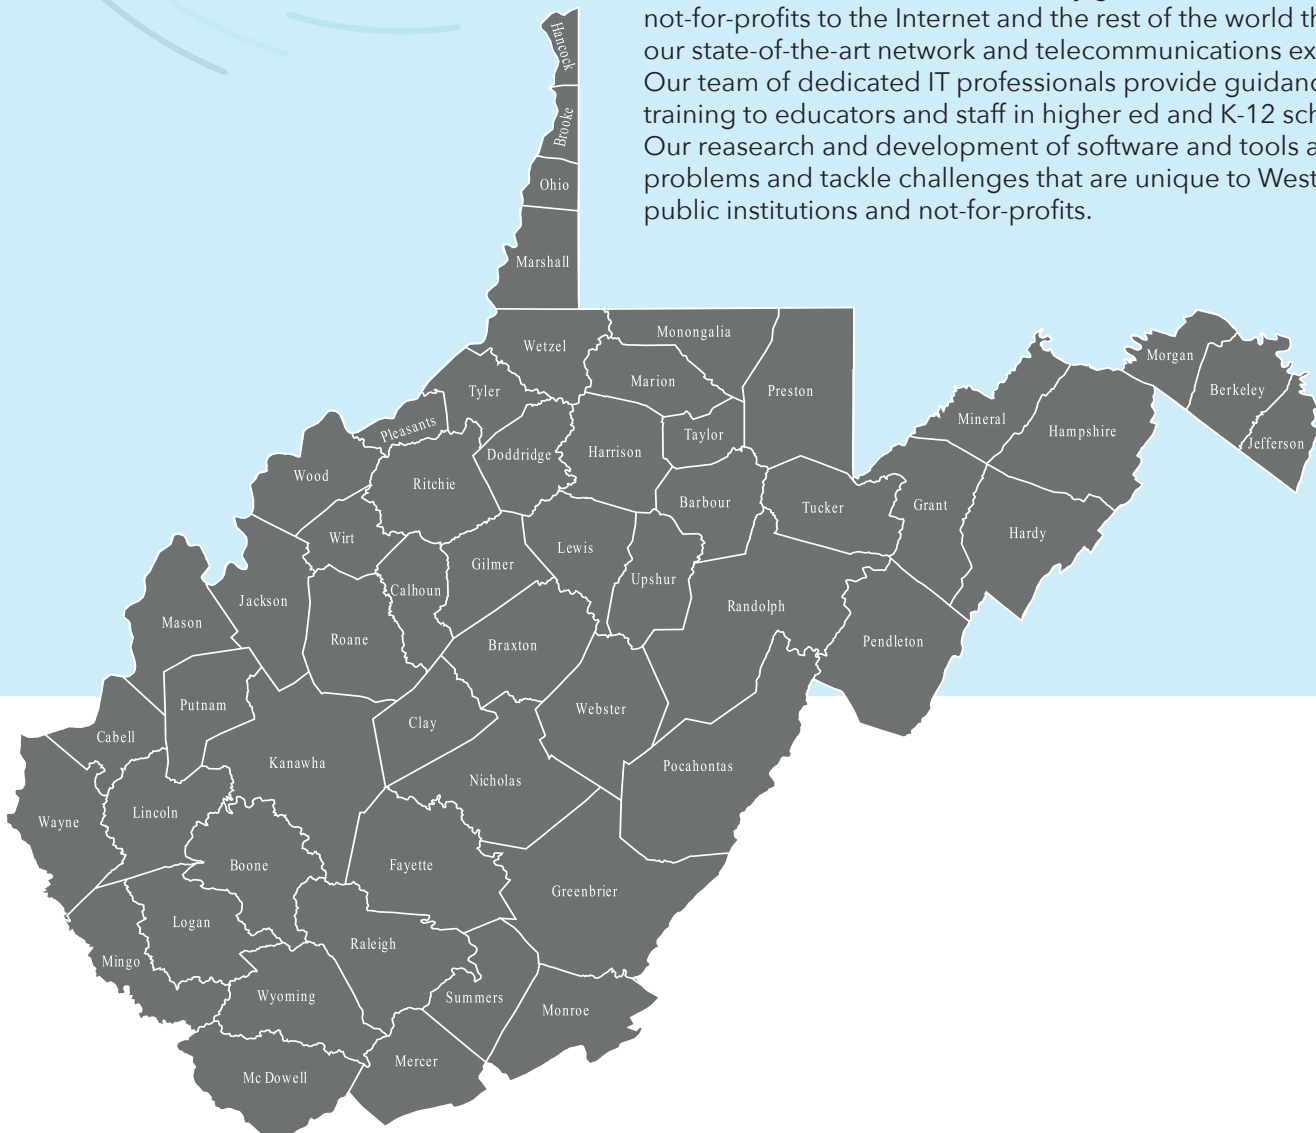 not-for-profits to the Internet and the rest of the world
our state-of-the-art network and telecommunications
Our team of dedicated IT professionals provide
training to educators and staff in higher ed and K-12
Our reasearch and development of software and tools
problems and tackle challenges that are unique to West
public institutions and not-for-profits.
Hancock
Brooke
Ohio
Marshall
Wetzel
Monongalia
Marion
Preston
Tyler
Pleasants
Doddridge
Harrison
Taylor
Morgan
Berkeley
Jefferson
Mineral
Hampshire
Wood
Ritchie
Barbour
Tucker
Grant
Hardy
Wirt
Lewis
Gilmer
Upshur
Calhoun
Jackson
Mason
Roane
Randolph
Braxton
Pendleton
Putnam
Clay
Webster
Cabell
Kanawha
Nicholas
Pocahontas
Wayne
Lincoln
Boone
Fayette
Greenbrier
Logan
Raleigh
Mingo
Wyoming
Summers
Monroe
Mercer
Mc Dowell